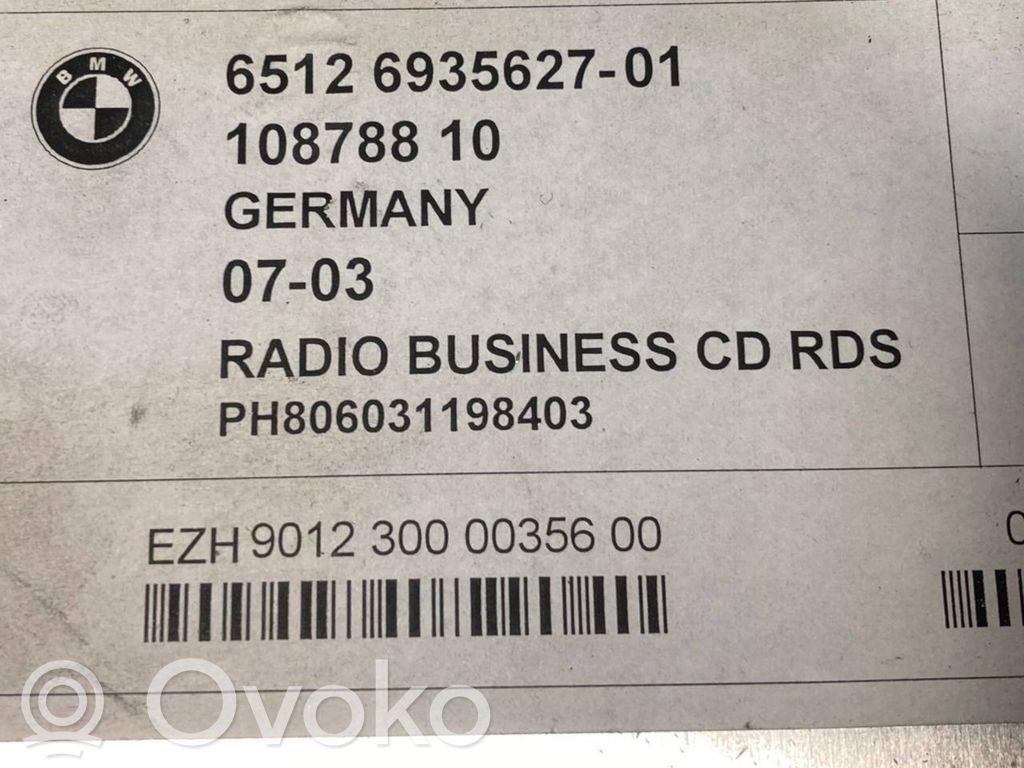 BMW
6512 6935627-01
108788 10
GERMANY
07-03
RADIO BUSINESS CD RDS
PH806031198403
EZH 9012 300 00356 00
Ovoko